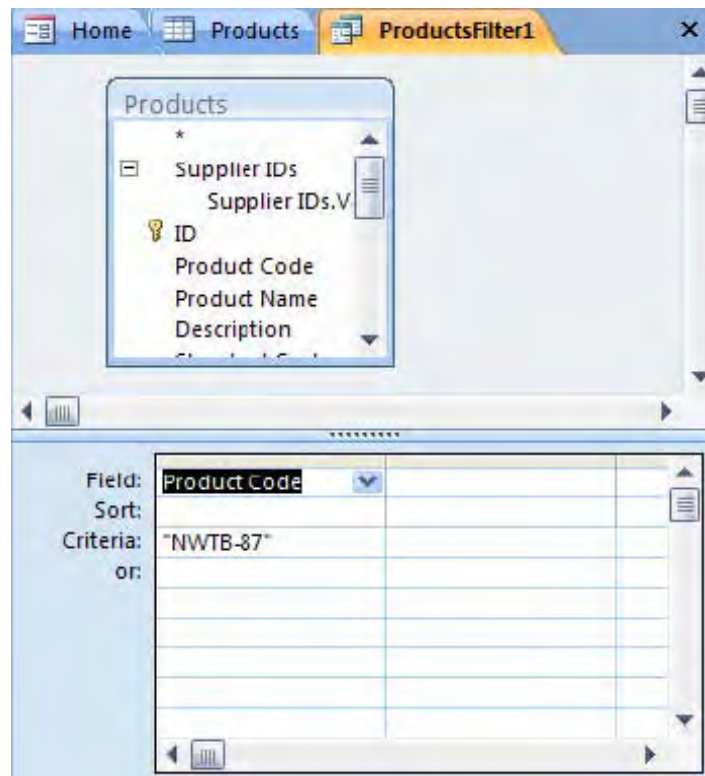 Home Products ProductsFilter1
Products
*
Supplier IDs
Supplier IDs.V
ID
Product Code
Product Name
Description
Field: Product Code
Sort:
Criteria: "NWTB-87"
or: